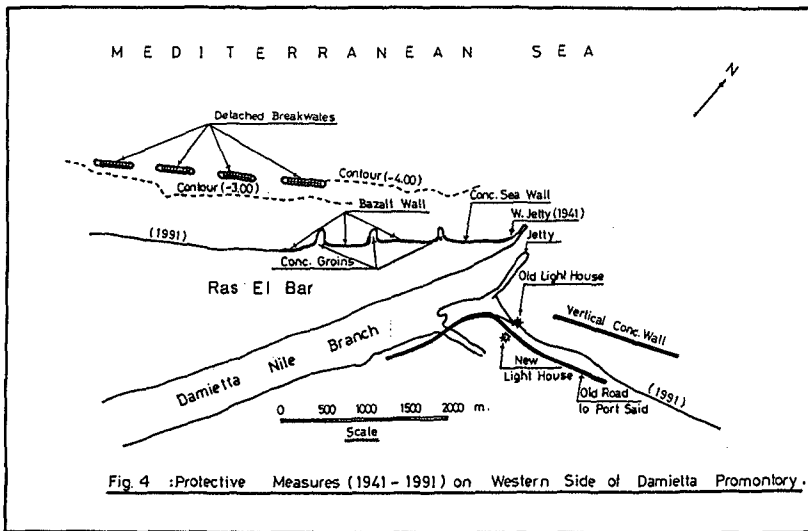 MEDITERRANEAN SEA
N
Detached Breakwates
Contour (-4.00)
Contour (-3.00)
Conc. Sea Wall
Bazalt Wall
W. Jetty (1941)
(1991)
Jetty
Conc. Groins
Old Light House
Ras El Bar
Vertical Conc. Wall
Damietta Nile Branch
New
Light House
(1991)
Old Road
to Port Said
0 500 1000 1500 2000 m.
Scale
Fig. 4 :Protective Measures (1941-1991) on Western Side of Damietta Promontory.